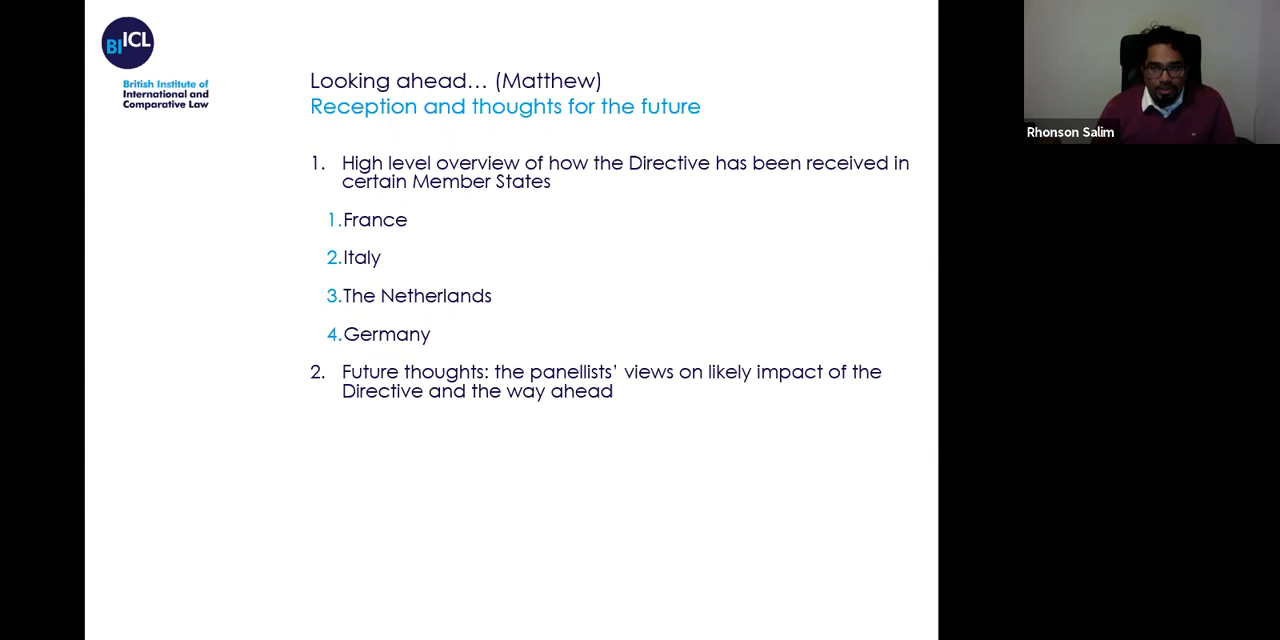 BIICL
British Institute of
International and
Comparative Law
Looking ahead... (Matthew)
Reception and thoughts for the future
1. High level overview of how the Directive has been received in
certain Member States
1.France
2.Italy
3.The Netherlands
4.Germany
2. Future thoughts: the panellists’ views on likely impact of the
Directive and the way ahead
Rhonson Salim